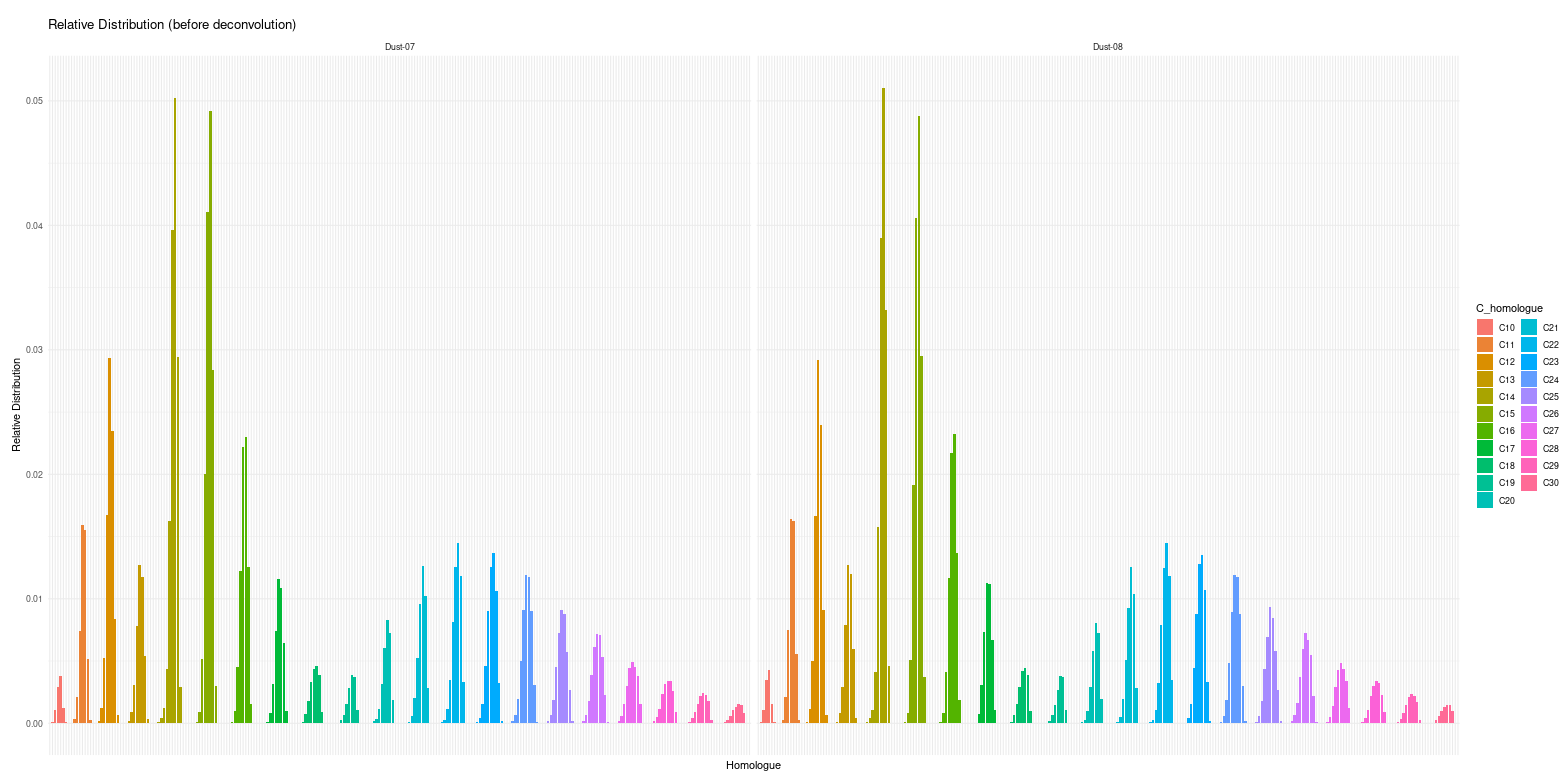 Relative Distribution (before deconvolution)
Dust-07
Dust-08
0.05
0.04
0.03
0.02
0.01
0.00
Relative Distribution
Homologue
C_homologue
C10
C11
C12
C13
C14
C15
C16
C17
C18
C19
C20
C21
C22
C23
C24
C25
C26
C27
C28
C29
C30